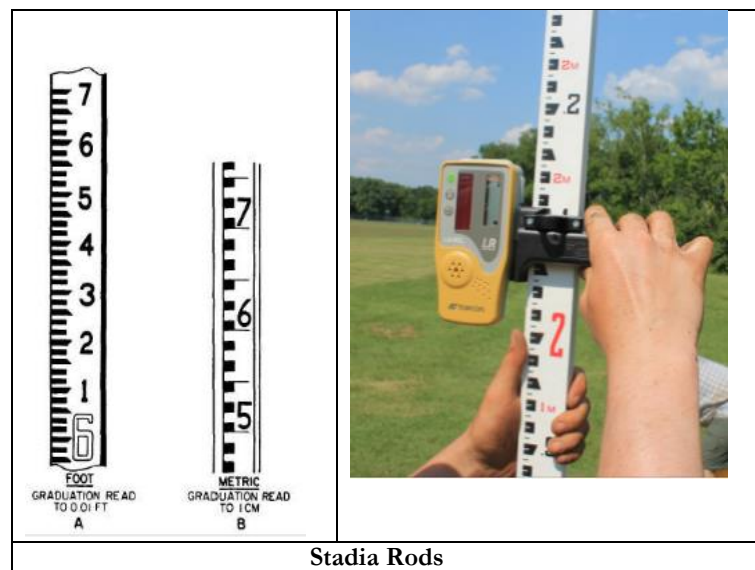 7
6
5
4
3
2
1
6
FOOT
GRADUATION READ
TO 0.01 FT
A
7
6
5
METRIC
GRADUATION READ
TO 1 CM
B
2M
.2
2M
LR
TOPCON
2
1M
Stadia Rods